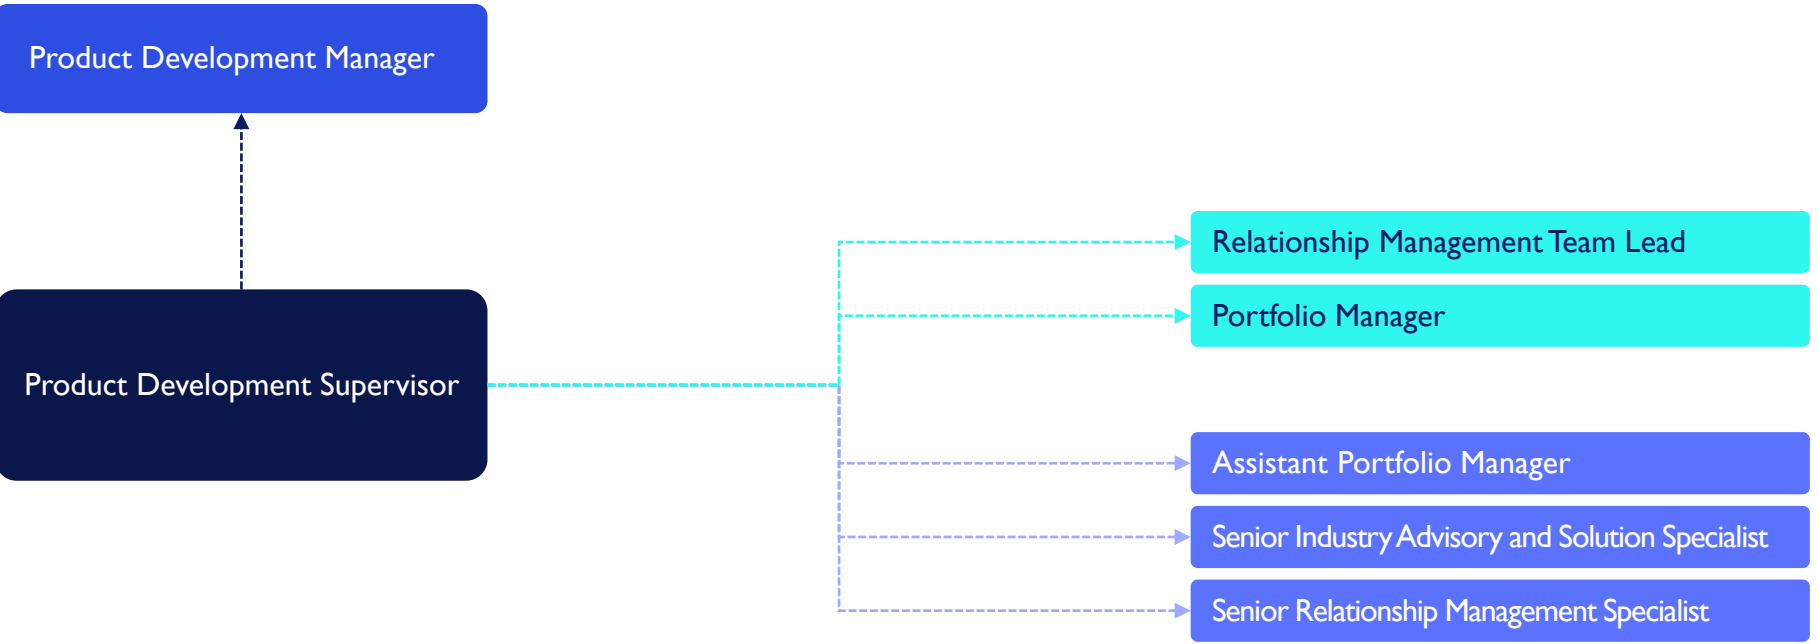 Product Development Manager
Relationship Management Team Lead
Portfolio Manager
Product Development Supervisor
Assistant Portfolio Manager
Senior Industry Advisory and Solution Specialist
Senior Relationship Management Specialist